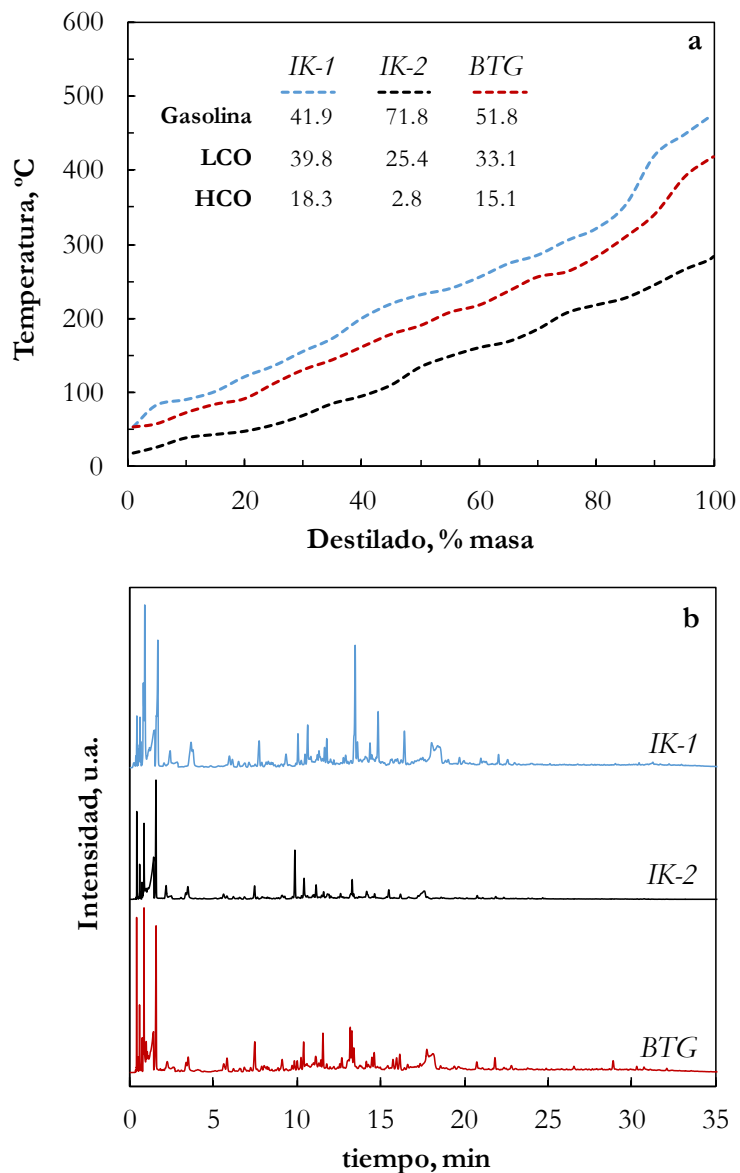 a
IK-1 IK-2 BTG
Gasolina 41.9 71.8 51.8
LCO 39.8 25.4 33.1
HCO 18.3 2.8 15.1
Temperatura, ºC
600
500
400
300
200
100
0
0 20 40 60 80 100
Destilado, % masa
b
IK-1
IK-2
BTG
Intensidad, u.a.
0 5 10 15 20 25 30 35
tiempo, min